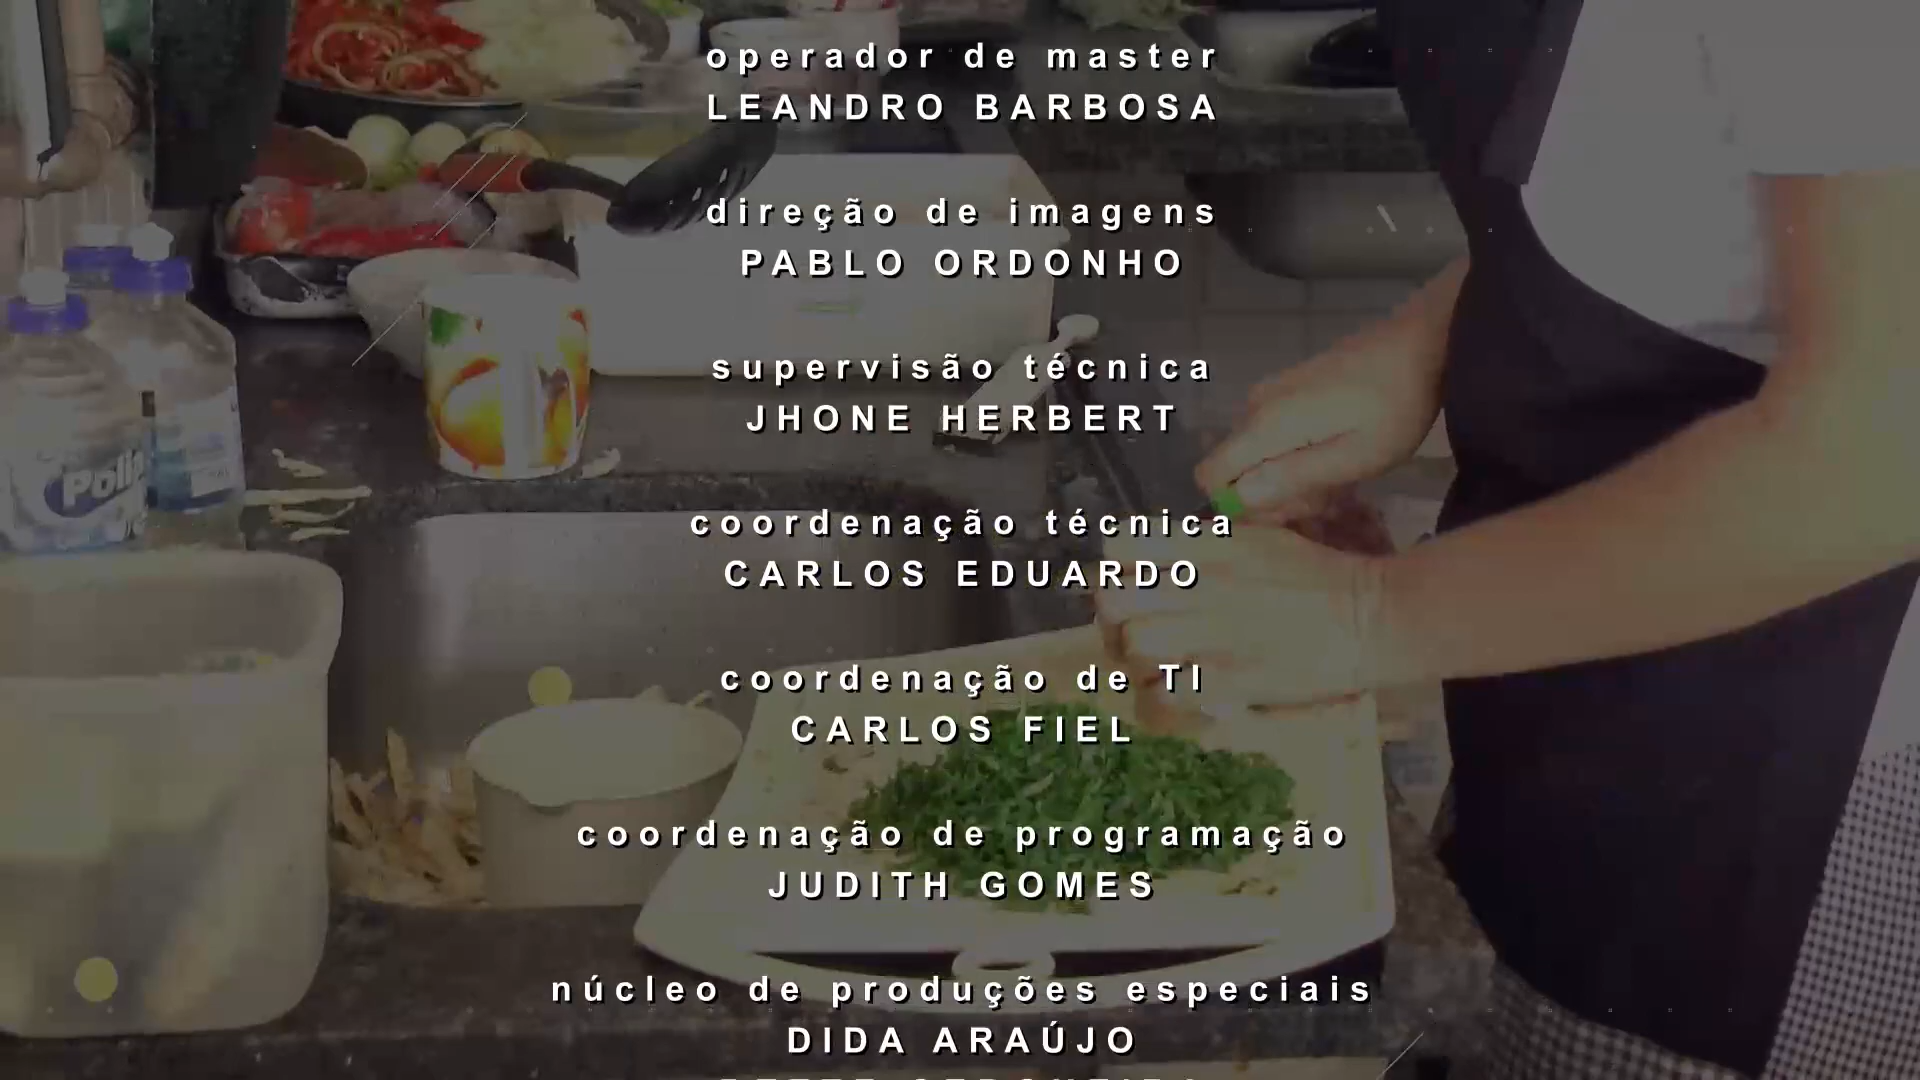 operador de master
LEANDRO BARBOSA
direção de imagens
PABLO ORDONHO
supervisão técnica
JHONE HERBERT
coordenação técnica
CARLOS EDUARDO
coordenação de TI
CARLOS FIEL
coordenação de programação
JUDITH GOMES
núcleo de produções especiais
DIDA ARAÚJO